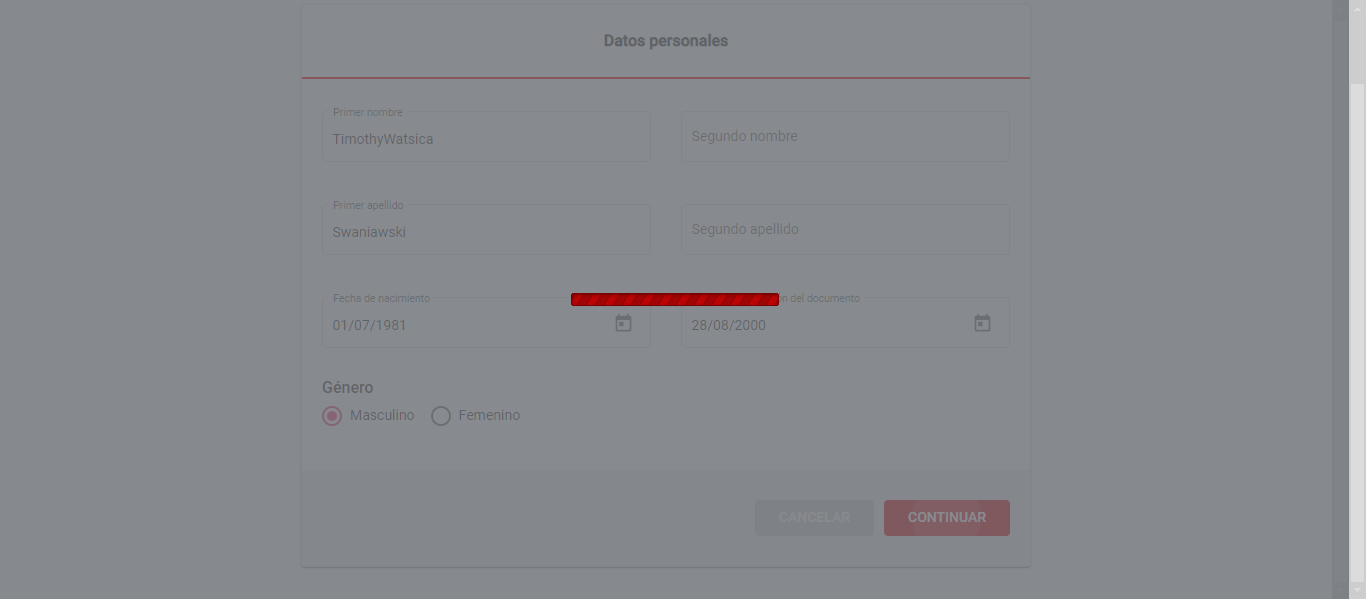 Datos personales
Primer nombre
TimothyWatsica
Segundo nombre
Primer apellido
Swaniawski
Segundo apellido
Fecha de nacimiento
del documento
01/07/1981
28/08/2000
Género
Masculino Femenino
CANCELAR CONTINUAR